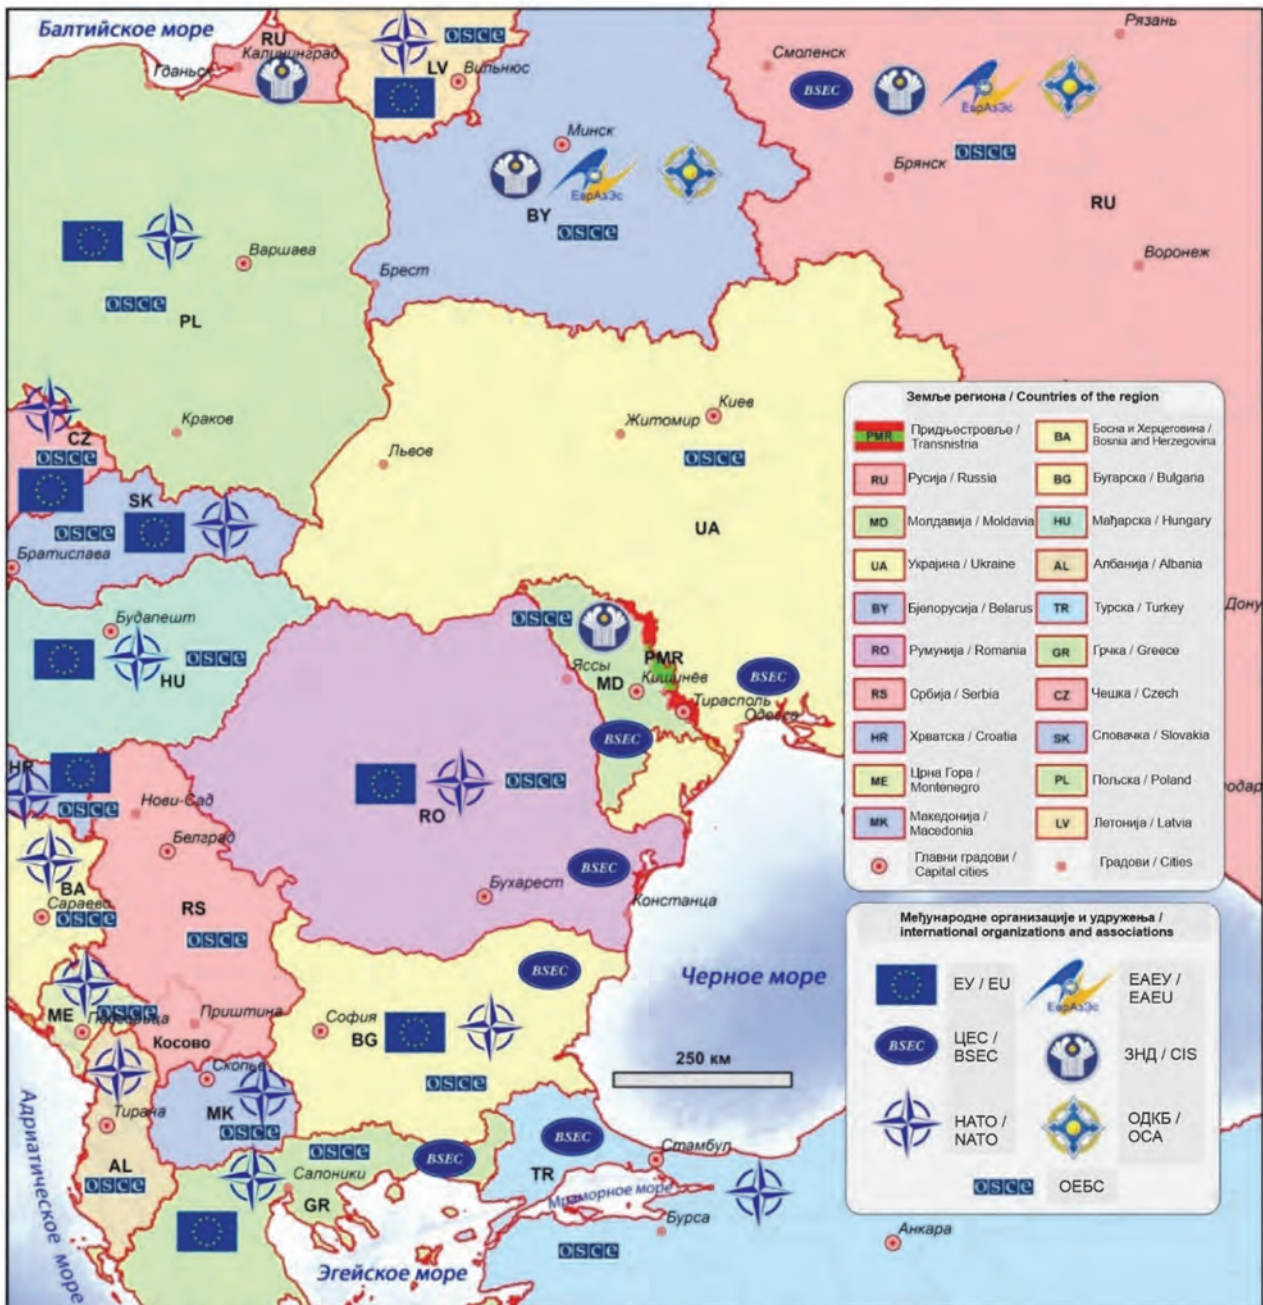 Балтийское море
RU
Калининград
Гданьск
osce
LV
Вильнюс
Рязань
Смоленск
BSEC
ЕврАзЭс
osce
Брянск
RU
Воронеж
Минск
ЕврАзЭс
BY
osce
Варшава
osce
PL
Брест
Краков
CZ
osce
SK
osce
Братислава
Киев
Житомир
Львов
osce
UA
Будапешт
osce
HU
osce
Яссы
MD
PMR
Кишинёв
Тирасполь
Одесса
BSEC
BSEC
HR
osce
Нови-Сад
Белград
osce
RO
BSEC
Бухарест
Констанца
BA
Сараево
osce
RS
osce
BSEC
Черное море
ME
osce
Подгорица
Приштина
Косово
София
BG
osce
250 км
Скопье
MK
osce
Тирана
AL
osce
Адриатическое море
osce
BSEC
Салоники
GR
BSEC
TR
Стамбул
Мраморное море
Бурса
osce
Анкара
Эгейское море
Дону
одар
Земље региона / Countries of the region
PMR Придњестровље / Transnistria
RU Русија / Russia
MD Молдавија / Moldavia
UA Украјина / Ukraine
BY Бјелорусија / Belarus
RO Румунија / Romania
RS Србија / Serbia
HR Хрватска / Croatia
ME Црна Гора / Montenegro
MK Македонија / Macedonia
Главни градови / Capital cities
BA Босна и Херцеговина / Bosnia and Herzegovina
BG Бугарска / Bulgaria
HU Мађарска / Hungary
AL Албанија / Albania
TR Турска / Turkey
GR Грчка / Greece
CZ Чешка / Czech
SK Словачка / Slovakia
PL Пољска / Poland
LV Летонија / Latvia
Градови / Cities
Међународне организације и удружења /
international organizations and associations
ЕУ / EU
BSEC ЦЕС / BSEC
НАТО / NATO
ЕврАзЭс ЕАЕУ / EAEU
ЗНД / CIS
ОДКБ / OCA
osce ОЕБС